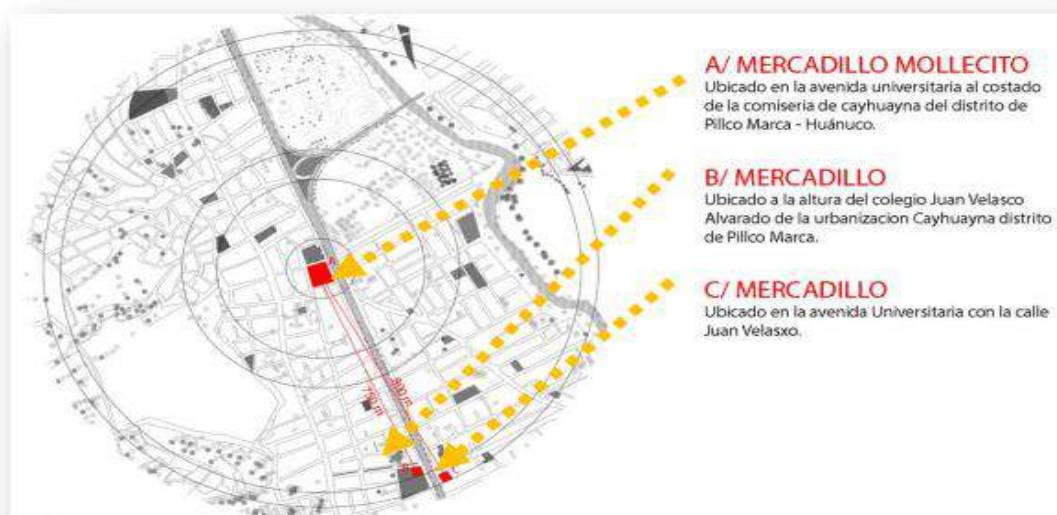 A/ MERCADILLO MOLLECITO
Ubicado en la avenida universitaria al costado
de la comiseria de cayhuayna del distrito de
Pillco Marca - Huánuco.
B/ MERCADILLO
Ubicado a la altura del colegio Juan Velasco
Alvarado de la urbanizacion Cayhuayna distrito
de Pillco Marca.
C/ MERCADILLO
Ubicado en la avenida Universitaria con la calle
Juan Velasxo.
800 m
750 m